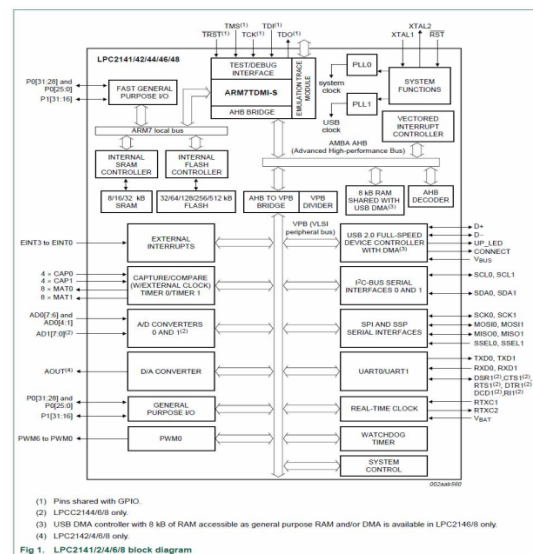 TMS(1)
TDI(1)
XTAL2
TRST(1)
TCK(1)
TDO(1)
XTAL1
RST
LPC2141/42/44/46/48
P0[31:28] and
P0[25:0]
P1[31:16]
FAST GENERAL
PURPOSE I/O
TEST/DEBUG
INTERFACE
ARM7TDMI-S
AHB BRIDGE
EMULATION TRACE
MODULE
PLL0
system
clock
PLL1
USB
clock
SYSTEM
FUNCTIONS
VECTORED
INTERRUPT
CONTROLLER
ARM7 local bus
AMBA AHB
(Advanced High-performance Bus)
INTERNAL
SRAM
CONTROLLER
INTERNAL
FLASH
CONTROLLER
8/16/32 kB
SRAM
32/64/128/256/512 kB
FLASH
AHB TO VPB
BRIDGE
VPB
DIVIDER
8 kB RAM
SHARED WITH
USB DMA(3)
AHB
DECODER
VPB (VLSI
peripheral bus)
EINT3 to EINT0
EXTERNAL
INTERRUPTS
USB 2.0 FULL-SPEED
DEVICE CONTROLLER
WITH DMA(3)
D+
D−
UP_LED
CONNECT
VBUS
4 × CAP0
4 × CAP1
8 × MAT0
8 × MAT1
CAPTURE/COMPARE
(W/EXTERNAL CLOCK)
TIMER 0/TIMER 1
I2C-BUS SERIAL
INTERFACES 0 AND 1
SCL0, SCL1
SDA0, SDA1
AD0[7:6] and
AD0[4:1]
AD1[7:0](2)
A/D CONVERTERS
0 AND 1(2)
SPI AND SSP
SERIAL INTERFACES
SCK0, SCK1
MOSI0, MOSI1
MISO0, MISO1
SSEL0, SSEL1
AOUT(4)
D/A CONVERTER
UART0/UART1
TXD0, TXD1
RXD0, RXD1
DSR1(2), CTS1(2),
RTS1(2), DTR1(2)
DCD1(2), RI1(2)
P0[31:28] and
P0[25:0]
P1[31:16]
GENERAL
PURPOSE I/O
REAL-TIME CLOCK
RTXC1
RTXC2
VBAT
PWM6 to PWM0
PWM0
WATCHDOG
TIMER
SYSTEM
CONTROL
002aab560
(1) Pins shared with GPIO.
(2) LPCC2144/6/8 only.
(3) USB DMA controller with 8 kB of RAM accessible as general purpose RAM and/or DMA is available in LPC2146/8 only.
(4) LPC2142/4/6/8 only.
Fig 1. LPC2141/2/4/6/8 block diagram